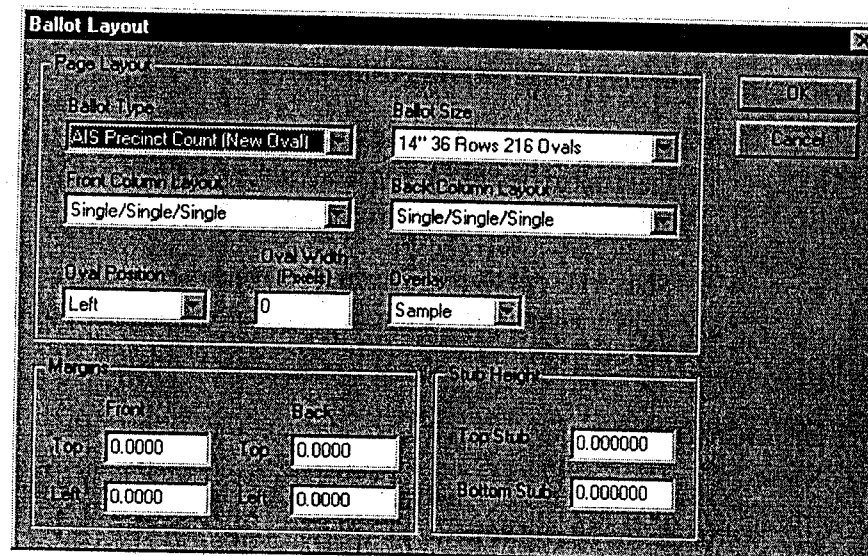 Ballot Layout
Page Layout
Ballot Type
Ballot Size
AIS Precinct Count (New Oval)
14" 36 Rows 216 Ovals
Front Column Layout
Back Column Layout
Single/Single/Single
Single/Single/Single
Oval Position
Oval Width
(Pixels)
Overlay
Left
0
Sample
OK
Cancel
Margins
Front
Back
Top 0.0000
Top 0.0000
Left 0.0000
Left 0.0000
Stub Height
Top Stub 0.000000
Bottom Stub 0.000000